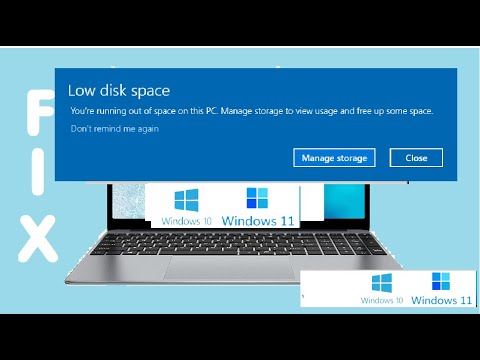 FIX
Low disk space
You're running out of space on this PC. Manage storage to view usage and free up some space.
Don't remind me again
Manage storage
Close
Windows 10
Windows 11
Windows 10
Windows 11